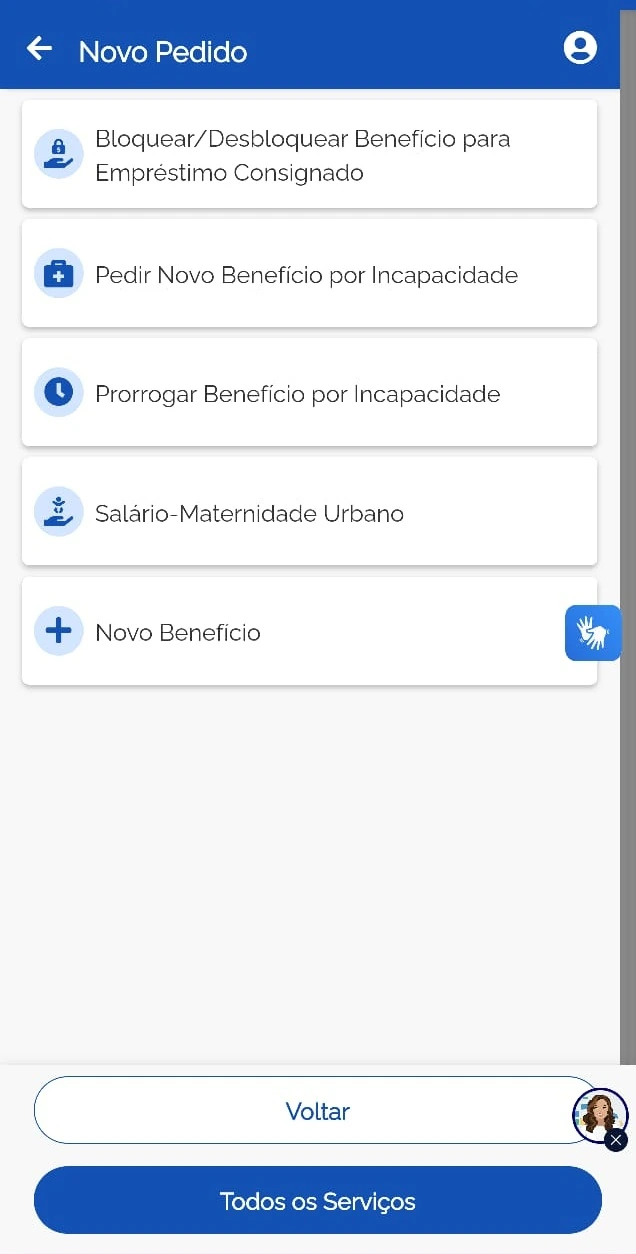 Novo Pedido
Bloquear/Desbloquear Benefício para
Empréstimo Consignado
Pedir Novo Benefício por Incapacidade
Prorrogar Benefício por Incapacidade
Salário-Maternidade Urbano
Novo Benefício
Voltar
Todos os Serviços